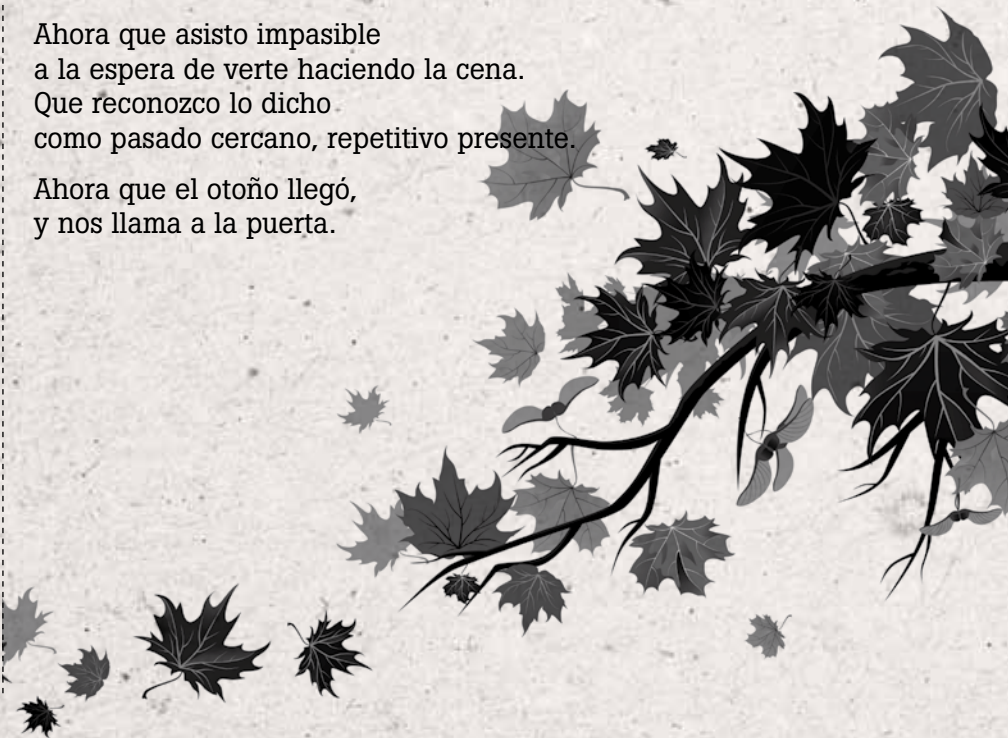 Ahora que asisto impasible
a la espera de verte haciendo la cena.
Que reconozco lo dicho
como pasado cercano, repetitivo presente.
Ahora que el otoño llegó,
y nos llama a la puerta.